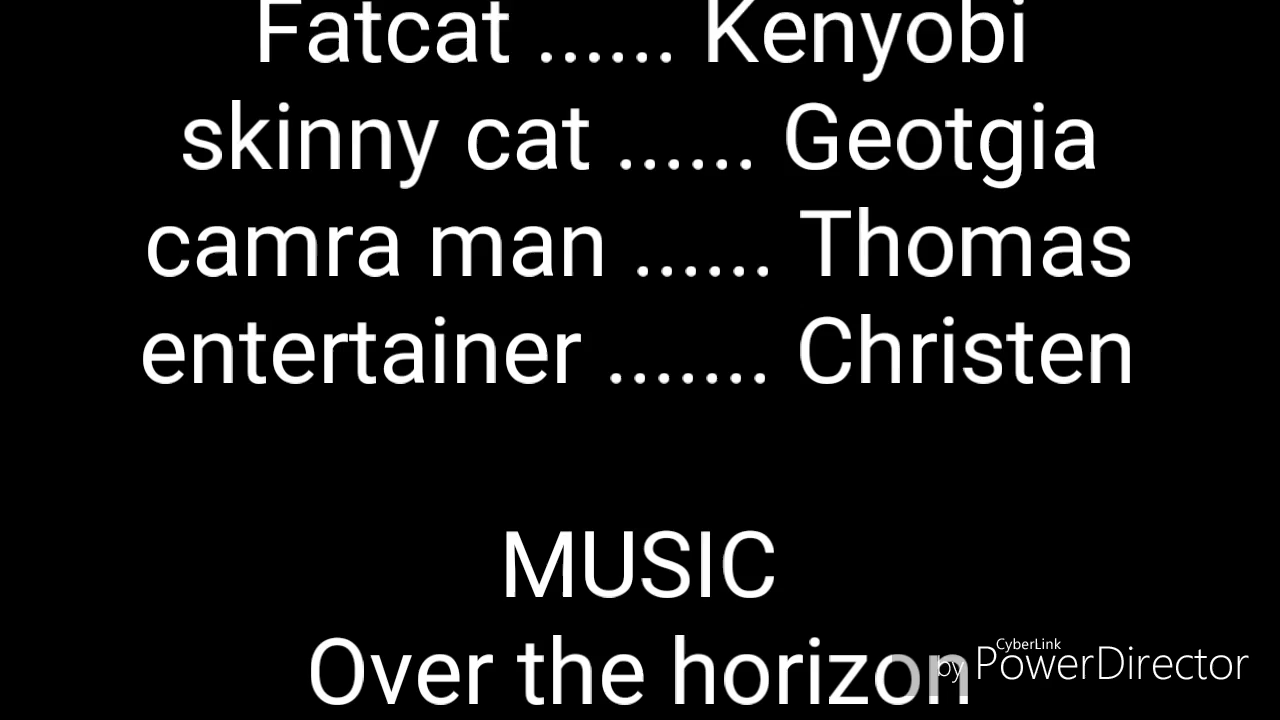 Fatcat ...... Kenyobi
skinny cat ...... Geotgia
camra man ...... Thomas
entertainer ....... Christen
MUSIC
Over the horizon
CyberLink
by PowerDirector